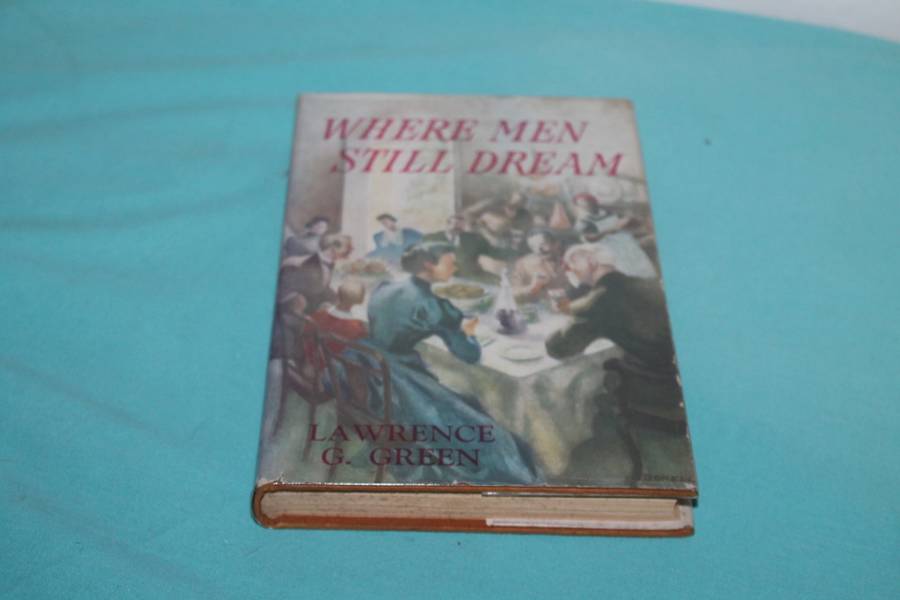 WHERE MEN
STILL DREAM
LAWRENCE
G. GREEN